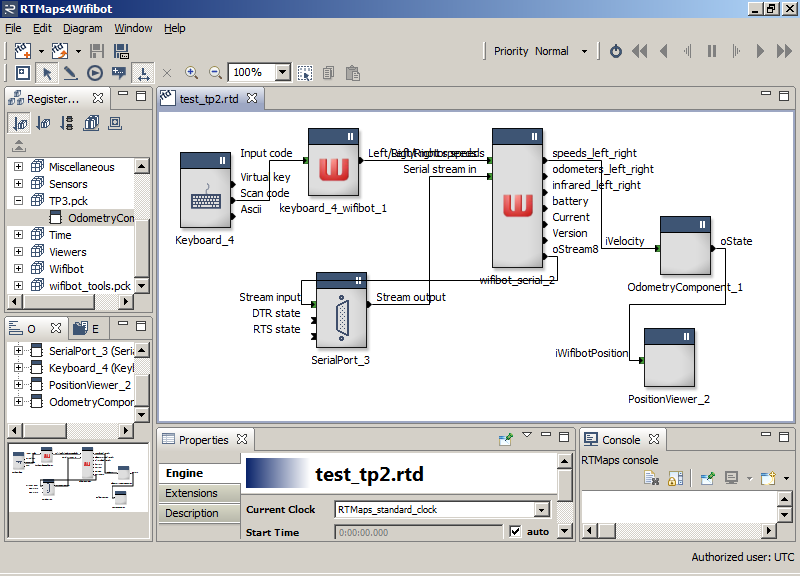 RTMaps4Wifibot
File Edit Diagram Window Help
Priority Normal
100%
Register...
test_tp2.rtd
Miscellaneous
Sensors
TP3.pck
OdometryCom
Time
Viewers
Wifibot
wifibot_tools.pck
O
E
SerialPort_3 (Seria
Keyboard_4 (Keyl
PositionViewer_2
OdometryCompor
Input code
Virtual key
Scan code
Ascii
Keyboard_4
keyboard_4_wifibot_1
Serial stream in
speeds_left_right
odometers_left_right
infrared_left_right
battery
Current
Version
oStream8
wifibot_serial_2
Stream input
DTR state
RTS state
Stream output
SerialPort_3
iVelocity
oState
OdometryComponent_1
iWifibotPosition
PositionViewer_2
Properties
Engine
Extensions
Description
test_tp2.rtd
Current Clock
RTMaps_standard_clock
Start Time
0:00:00.000
auto
Console
RTMaps console
Authorized user: UTC